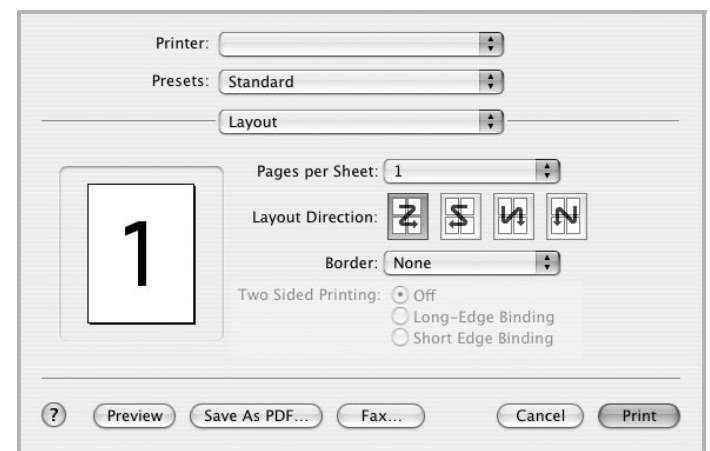 Printer:
Presets: Standard
Layout
Pages per Sheet: 1
1
Layout Direction:
Border: None
Two Sided Printing: Off
Long-Edge Binding
Short Edge Binding
? Preview Save As PDF... Fax... Cancel Print